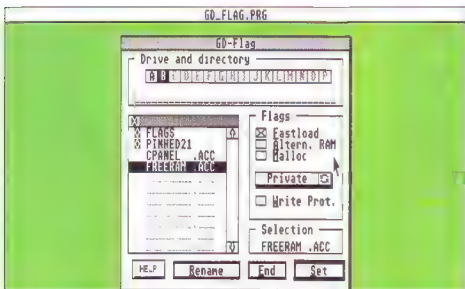 GD_FLAG.PRG
GD-Flag
Drive and directory
A B C D E F G H I J K L M N O P
FLAGS
PINHED21
CPANEL .ACC
FREERAM .ACC
Flags
Fastload
Altern. RAM
Malloc
Private
Write Prot.
Selection
FREERAM .ACC
HELP Rename End Set